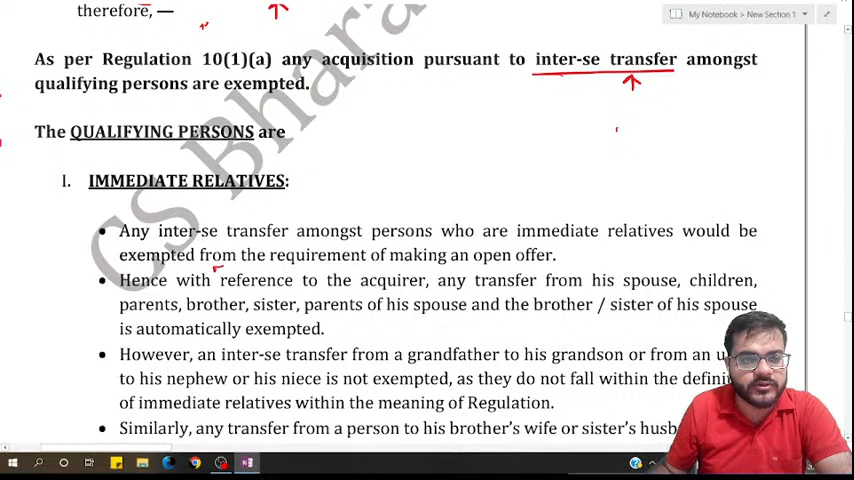 therefore, —
My Notebook » New Section 1
As per Regulation 10(1)(a) any acquisition pursuant to inter-se transfer amongst
qualifying persons are exempted.
The QUALIFYING PERSONS are
I. IMMEDIATE RELATIVES:
• Any inter-se transfer amongst persons who are immediate relatives would be
exempted from the requirement of making an open offer.
• Hence with reference to the acquirer, any transfer from his spouse, children,
parents, brother, sister, parents of his spouse and the brother / sister of his spouse
is automatically exempted.
• However, an inter-se transfer from a grandfather to his grandson or from an
to his nephew or his niece is not exempted, as they do not fall within the
of immediate relatives within the meaning of Regulation.
• Similarly, any transfer from a person to his brother's wife or sister's
CS Bhara